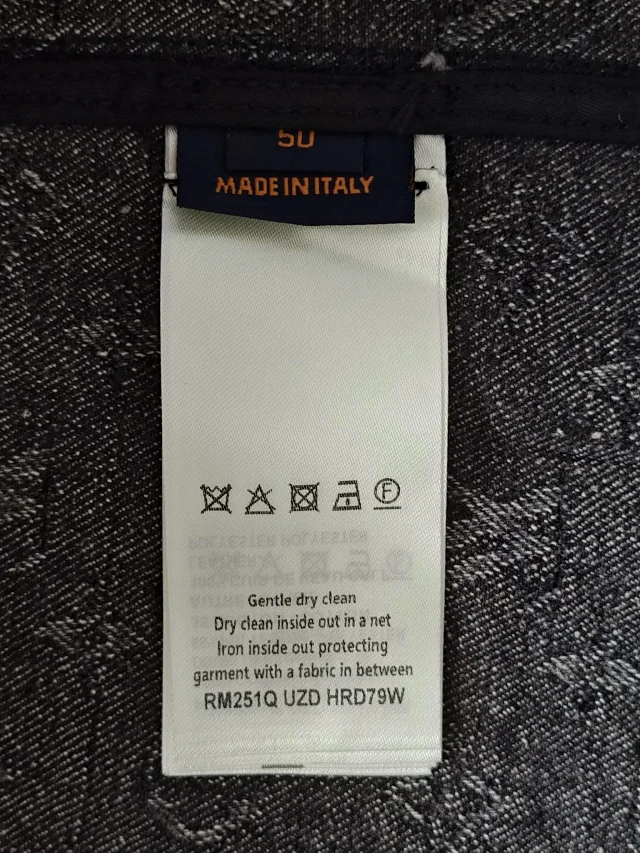 50
MADE IN ITALY
F
Gentle dry clean
Dry clean inside out in a net
Iron inside out protecting
garment with a fabric in between
RM251Q UZD HRD79W